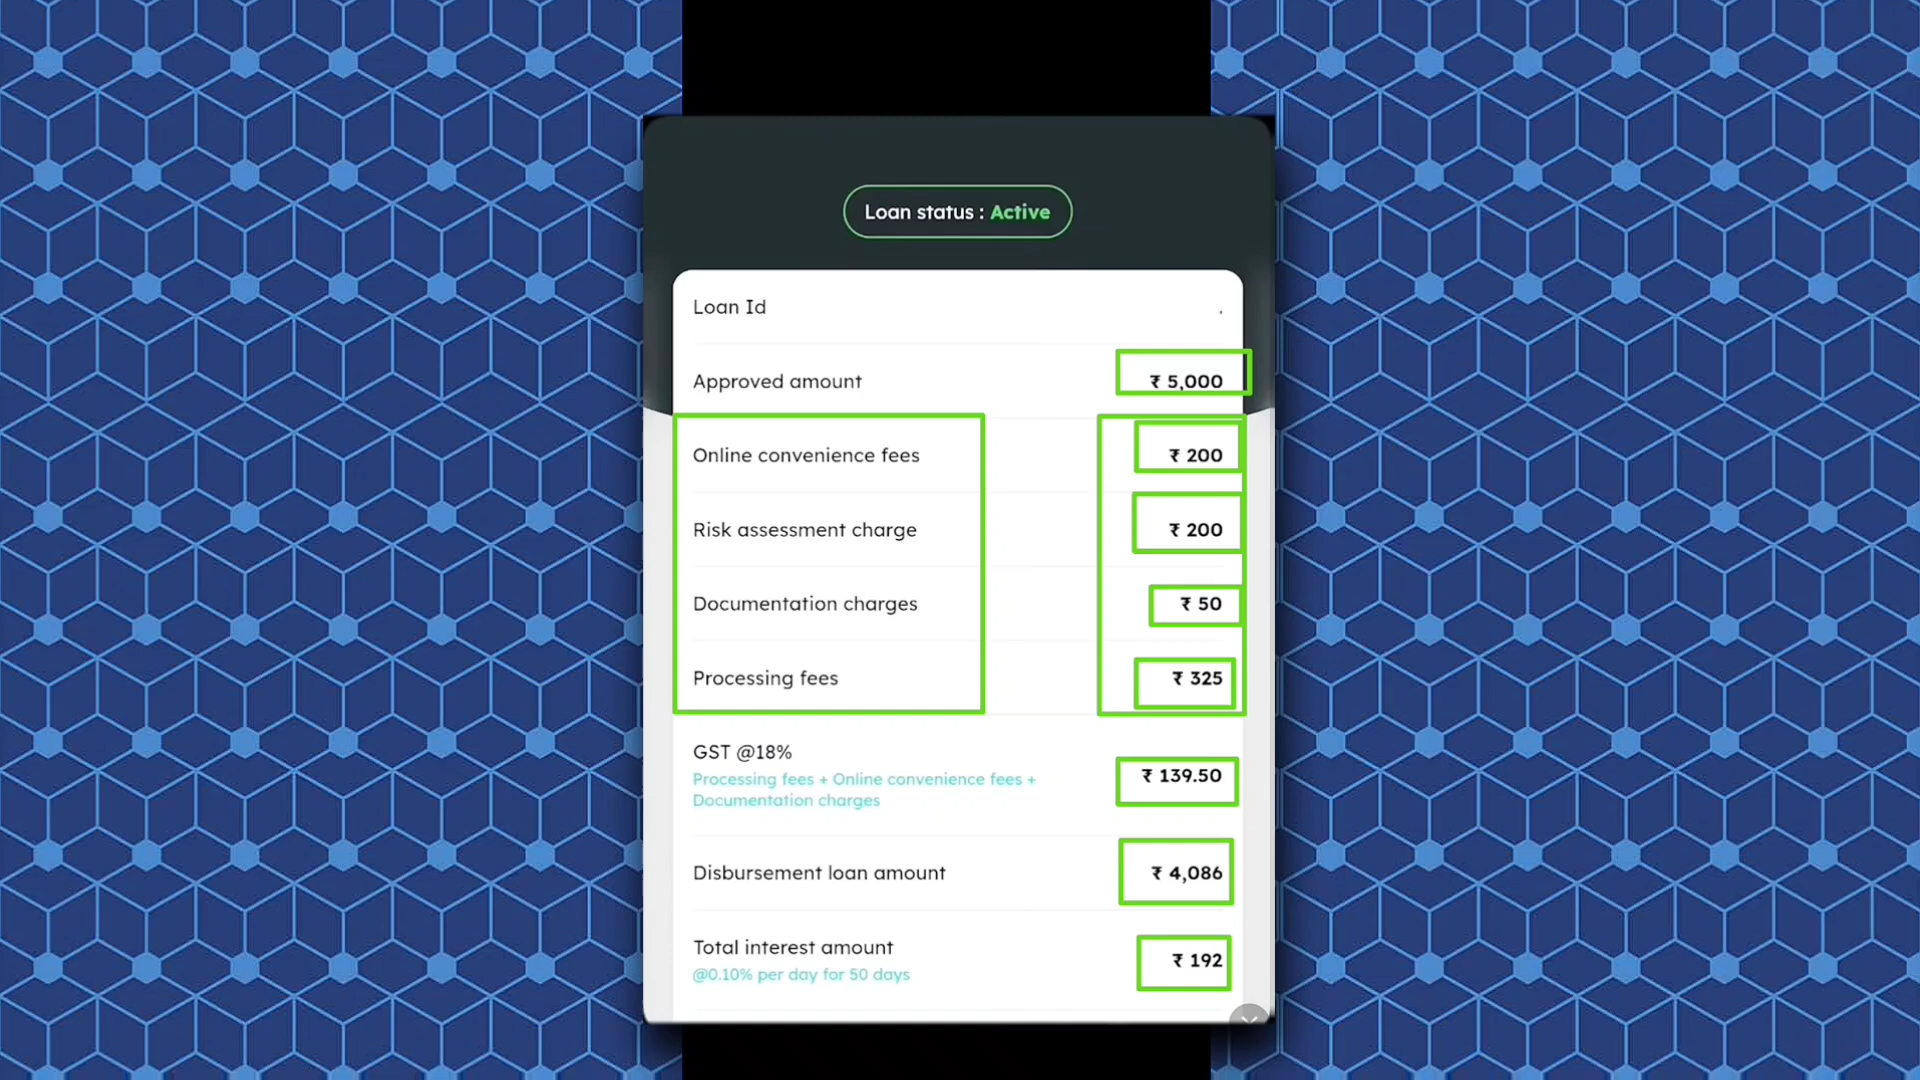 Loan status : Active
Loan Id
Approved amount ₹ 5,000
Online convenience fees ₹ 200
Risk assessment charge ₹ 200
Documentation charges ₹ 50
Processing fees ₹ 325
GST @18%
₹ 139.50
Processing fees + Online convenience fees +
Documentation charges
Disbursement loan amount ₹ 4,086
Total interest amount
₹ 192
@0.10% per day for 50 days